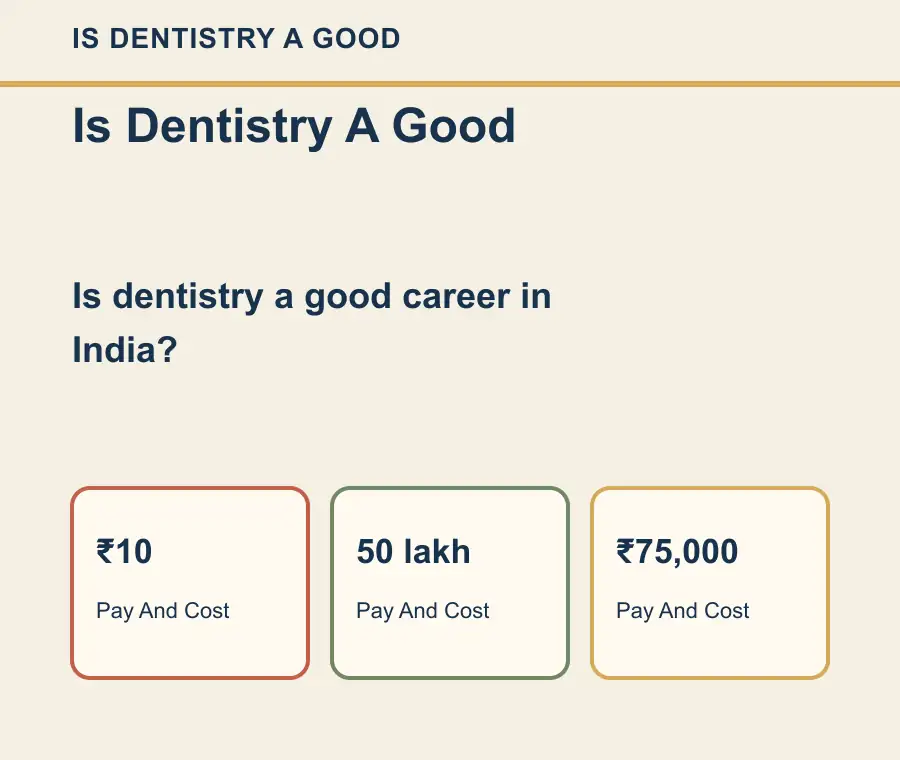 IS DENTISTRY A GOOD
Is Dentistry A Good
Is dentistry a good career in
India?
₹10
Pay And Cost
50 lakh
Pay And Cost
₹75,000
Pay And Cost